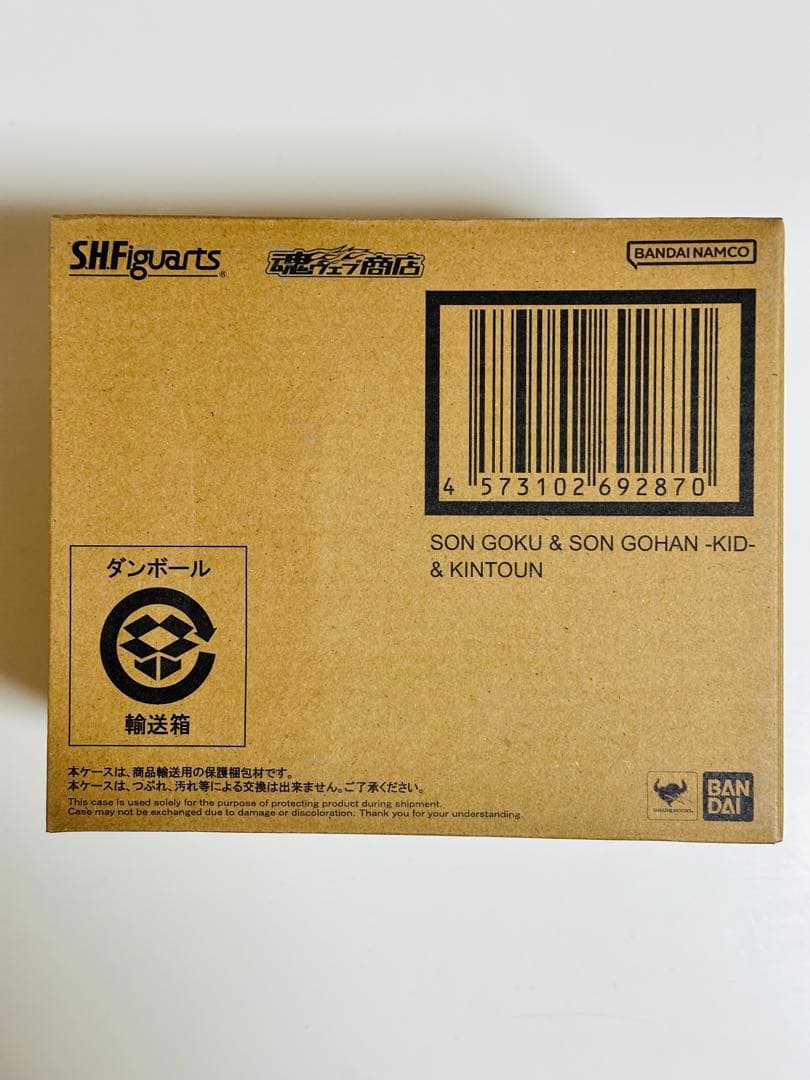 S.H.Figuarts®
魂ウェブ商店
BANDAI NAMCO
4 573102 692870
SON GOKU & SON GOHAN -KID-
& KINTOUN
ダンボール
輸送箱
本ケースは、商品輸送用の保護梱包材です。
本ケースは、つぶれ、汚れ等による交換は出来ません。ご了承ください。
This case is used solely for the purpose of protecting product during shipment.
Case may not be exchanged due to damage or discoloration. Thank you for your understanding.
BAN
DAI